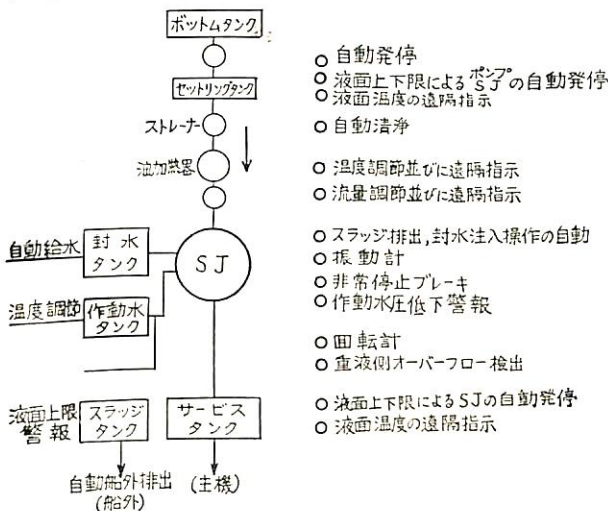 ボットムタンク
○ 自動発停
○ 液面上下限によるSJポンプの自動発停
セットリングタンク
○ 液面温度の遠隔指示
ストレーナー
○ 自動清浄
油加熱器
○ 温度調節並びに遠隔指示
○ 流量調節並びに遠隔指示
自動給水
封水
タンク
SJ
○ スラッジ排出,封水注入操作の自動
○ 振動計
○ 非常停止ブレーキ
温度調節
作動水
タンク
○ 作動水圧低下警報
○ 回転計
○ 重液側オーバーフロー検出
液面上限
警報
スラッジ
タンク
サービス
タンク
○ 液面上下限によるSJの自動発停
○ 液面温度の遠隔指示
自動船外排出
(船外)
(主機)